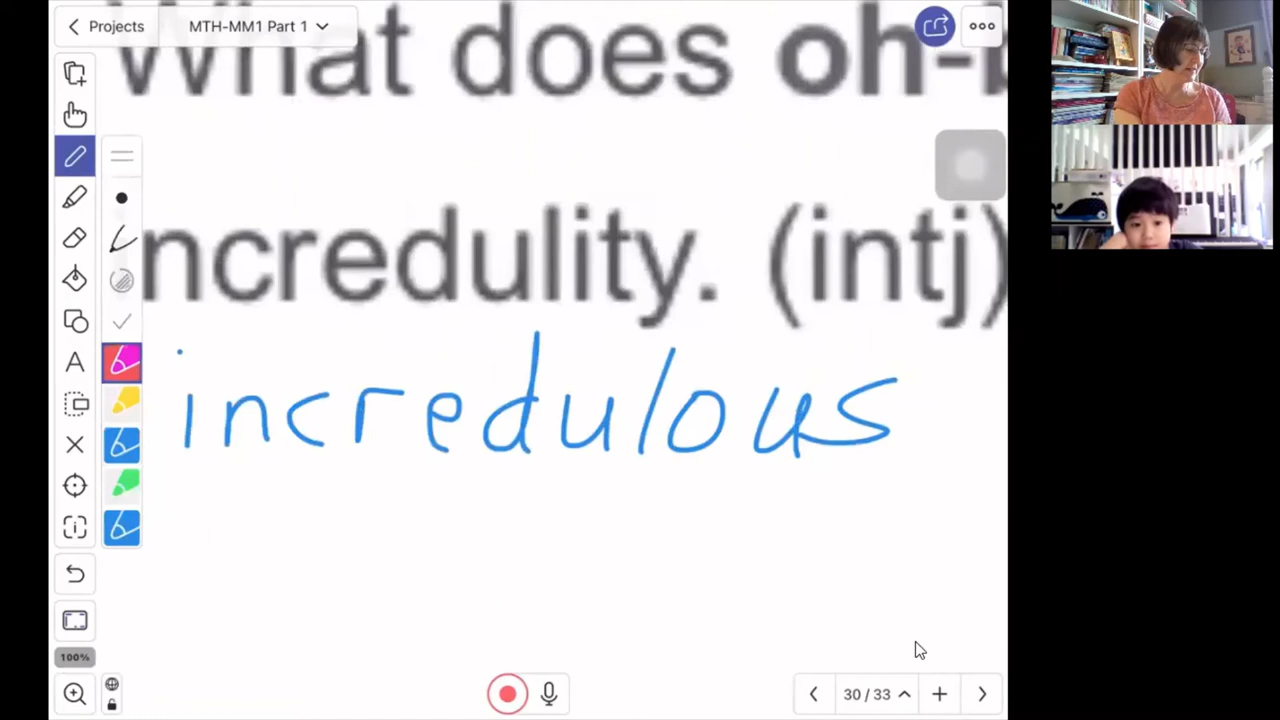 Projects
MTH-MM1 Part 1
What does oh-
ncredulity. (intj)
incredulous
100%
30 / 33